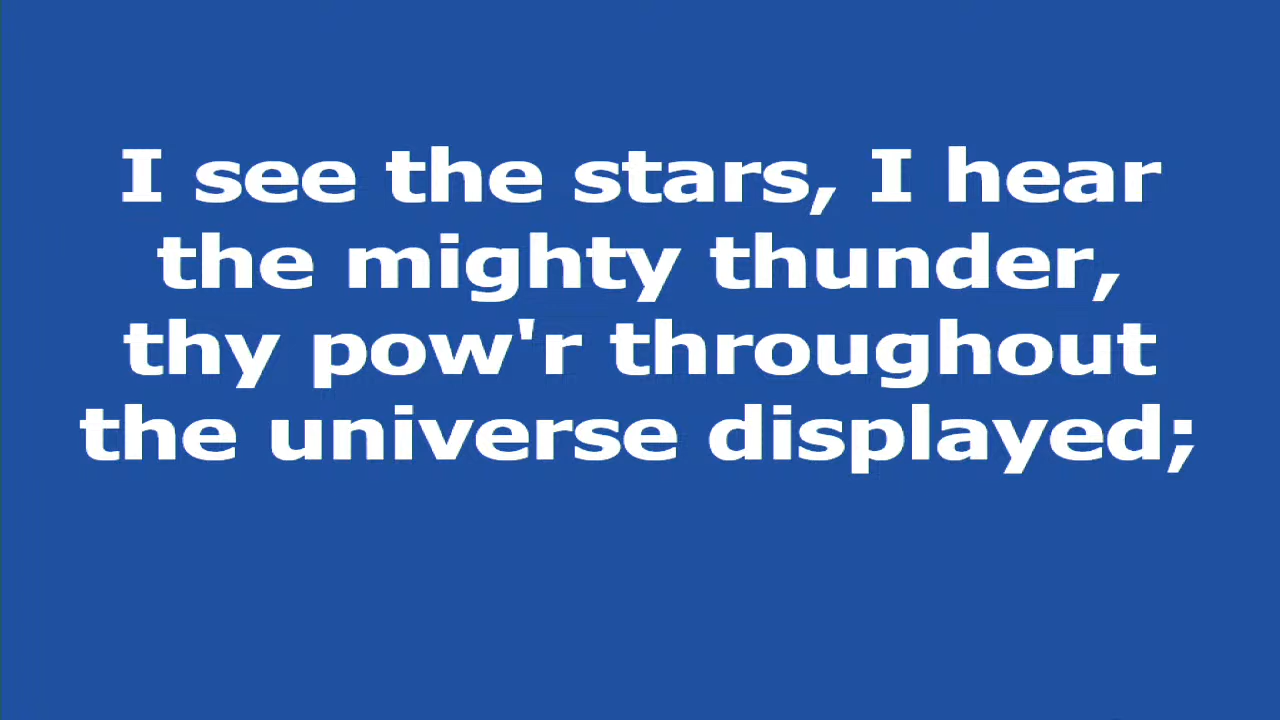 I see the stars, I hear
the mighty thunder,
thy pow'r throughout
the universe displayed;